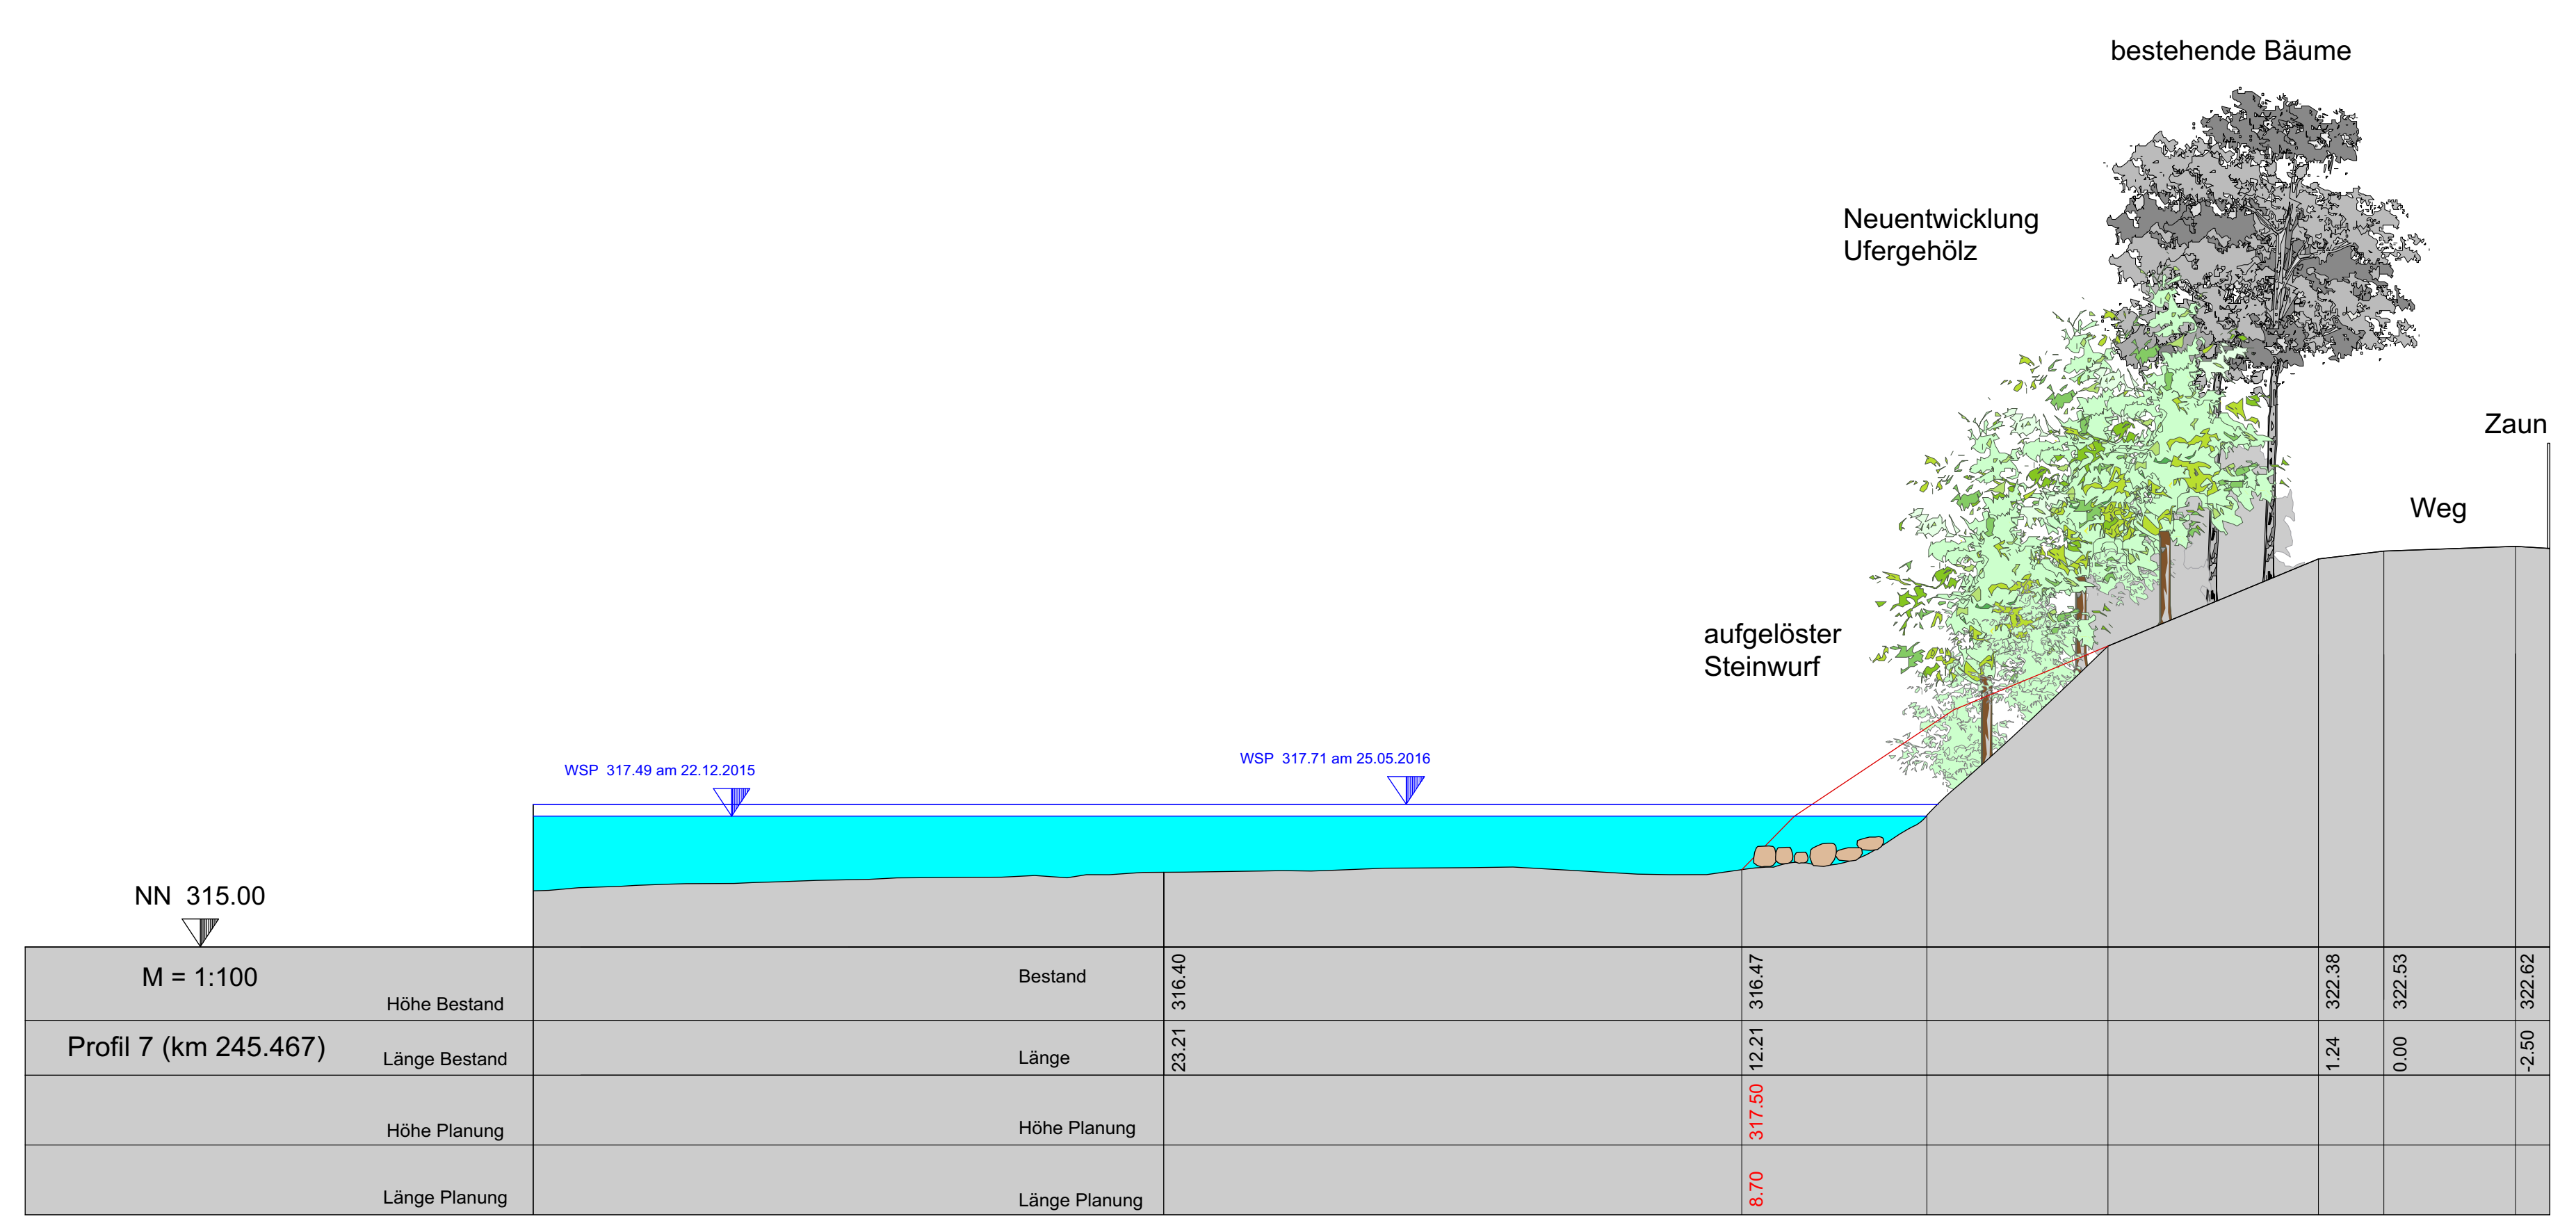 bestehende Bäume
Neuentwicklung
Ufergehölz
Zaun
Weg
aufgelöster
Steinwurf
WSP 317.49 am 22.12.2015
WSP 317.71 am 25.05.2016
NN 315.00
M = 1:100
Höhe Bestand
Bestand
316.40
316.47
322.38
322.53
322.62
Profil 7 (km 245.467)
Länge Bestand
Länge
23.21
12.21
1.24
0.00
-2.50
Höhe Planung
Höhe Planung
317.50
Länge Planung
Länge Planung
8.70